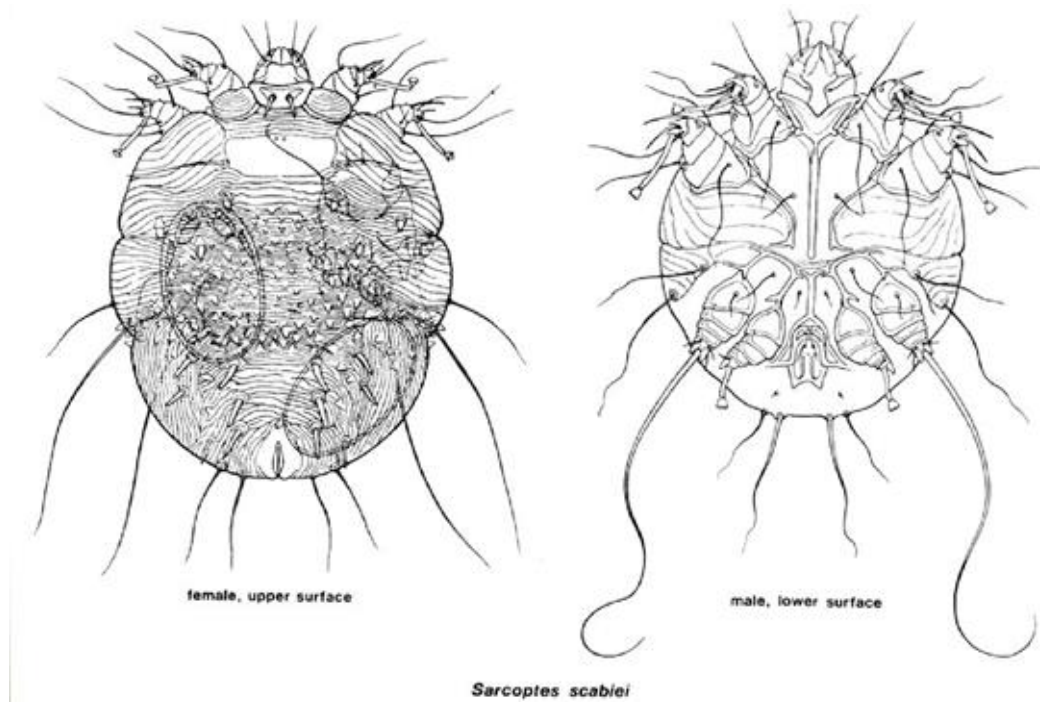 female, upper surface
male, lower surface
Sarcoptes scabiei